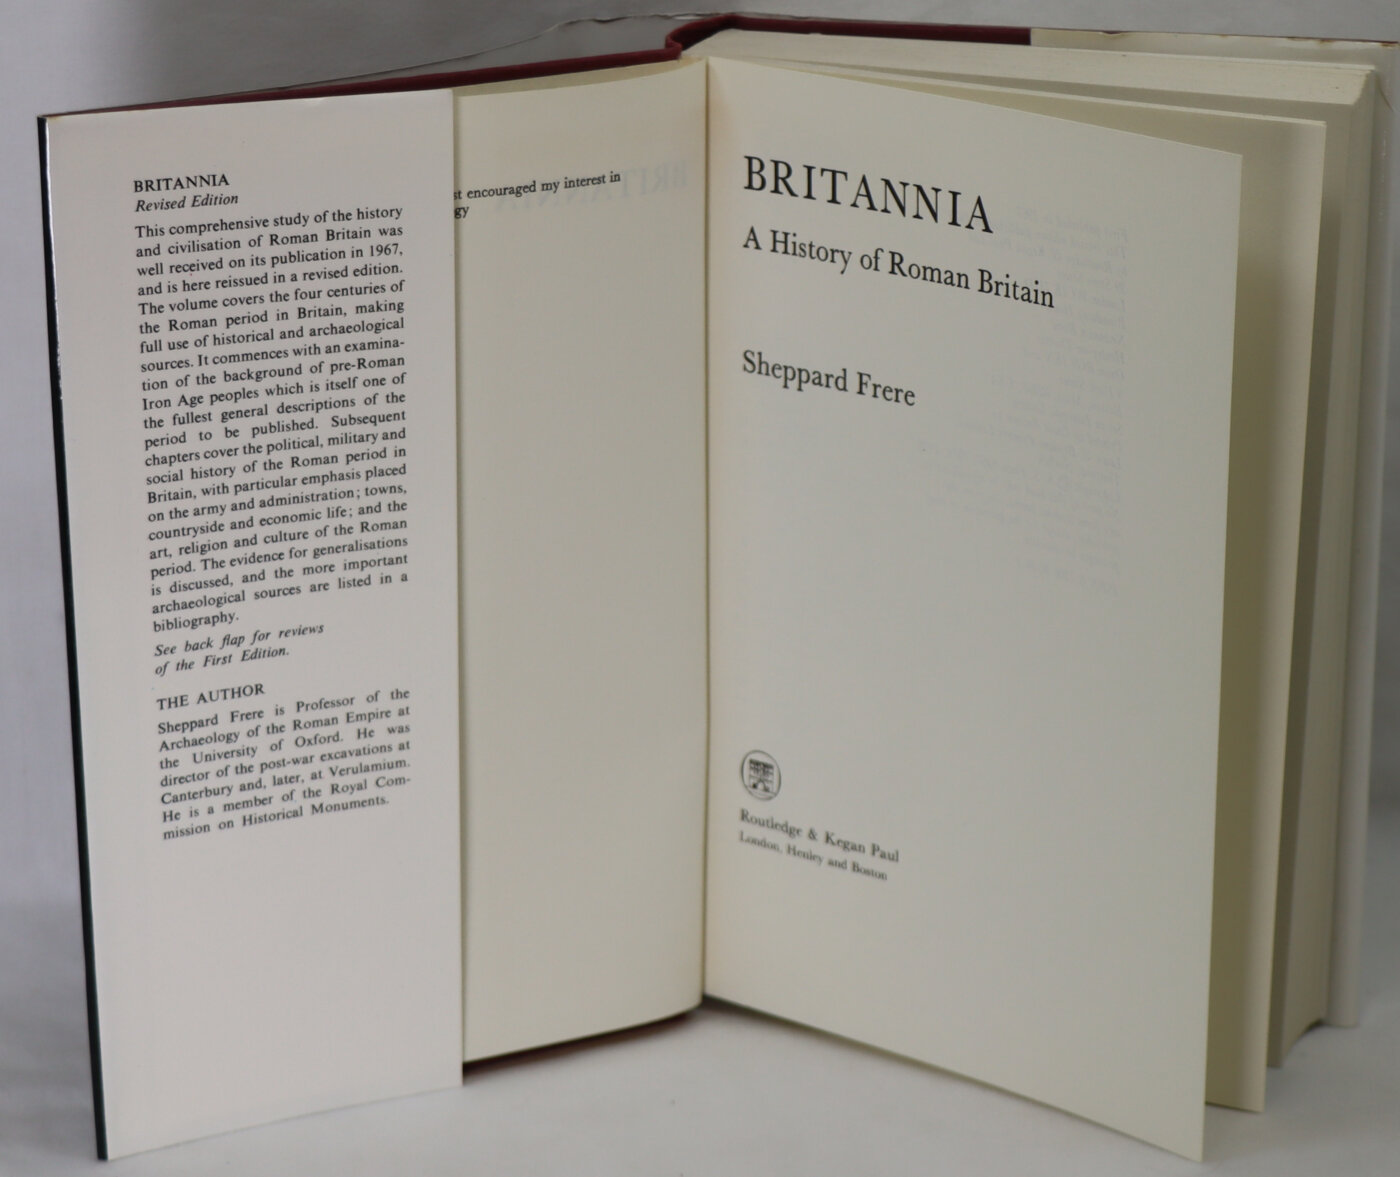 BRITANNIA
Revised Edition
This comprehensive study of the history
and civilisation of Roman Britain was
well received on its publication in 1967,
and is here reissued in a revised edition.
The volume covers the four centuries of
the Roman period in Britain, making
full use of historical and archaeological
sources. It commences with an examina-
tion of the background of pre-Roman
Iron Age peoples which is itself one of
the fullest general descriptions of the
period to be published. Subsequent
chapters cover the political, military and
social history of the Roman period in
Britain, with particular emphasis placed
on the army and administration; towns,
countryside and economic life; and the
art, religion and culture of the Roman
period. The evidence for generalisations
is discussed, and the more important
archaeological sources are listed in a
bibliography.
See back flap for reviews
of the First Edition.
THE AUTHOR
Sheppard Frere is Professor of the
Archaeology of the Roman Empire at
the University of Oxford. He was
director of the post-war excavations at
Canterbury and, later, at Verulamium.
He is a member of the Royal Com-
mission on Historical Monuments.
st encouraged my interest in
gy
BRITANNIA
A History of Roman Britain
Sheppard Frere
Routledge & Kegan Paul
London, Henley and Boston